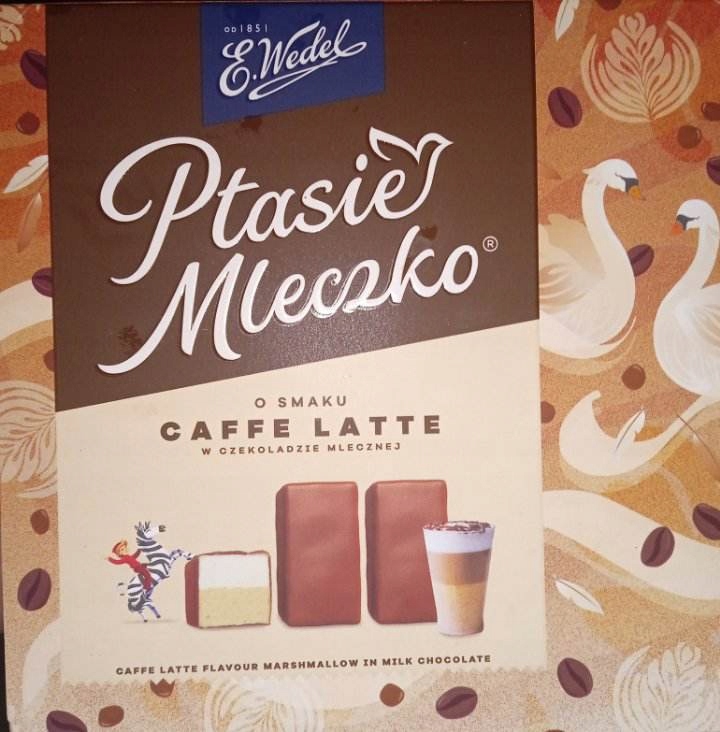 OD 1851
E. Wedel
Ptasie
Mleczko®
O SMAKU
CAFFE LATTE
W CZEKOLADZIE MLECZNEJ
CAFFE LATTE FLAVOUR MARSHMALLOW IN MILK CHOCOLATE